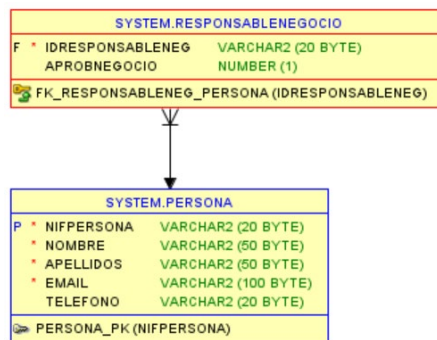 SYSTEM.RESPONSABLENEGOCIO
F * IDRESPONSABLENEG VARCHAR2 (20 BYTE)
APROBNEGOCIO NUMBER (1)
FK_RESPONSABLENEG_PERSONA (IDRESPONSABLENEG)
SYSTEM.PERSONA
P * NIFPERSONA VARCHAR2 (20 BYTE)
* NOMBRE VARCHAR2 (50 BYTE)
* APELLIDOS VARCHAR2 (50 BYTE)
* EMAIL VARCHAR2 (100 BYTE)
TELEFONO VARCHAR2 (20 BYTE)
PERSONA_PK (NIFPERSONA)